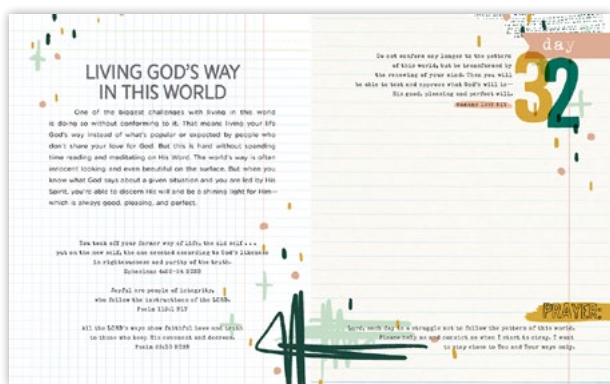 LIVING GOD'S WAY
IN THIS WORLD
One of the biggest challenges with living in this world
is doing so without conforming to it. That means living your life
God's way instead of what's popular or expected by people who
don't share your love for God. But this is hard without spending
time reading and meditating on His Word. The world's way is often
innocent looking and even beautiful on the surface. But when you
know what God says about a given situation and you are led by His
Spirit, you're able to discern His will and be a shining light for Him—
which is always good, pleasing, and perfect.
You took off your former way of life, the old self...
put on the new self, the one created according to God's likeness
in righteousness and purity of the truth.
Ephesians 4:22-24 HCSB
Joyful are people of integrity,
who follow the instructions of the LORD.
Psalm 119:1 NLT
All the LORD's ways show faithful love and truth
to those who keep His covenant and decrees.
Psalm 25:10 HCSB
day
32
Do not conform any longer to the pattern
of this world, but be transformed by
the renewing of your mind. Then you will
be able to test and approve what God's will is—
His good, pleasing and perfect will.
Romans 12:2
PRAYER:
Lord, each day is a struggle not to follow the pattern of this world.
Please help me and convict me when I start to stray. I want
to stay close to You and Your ways only.